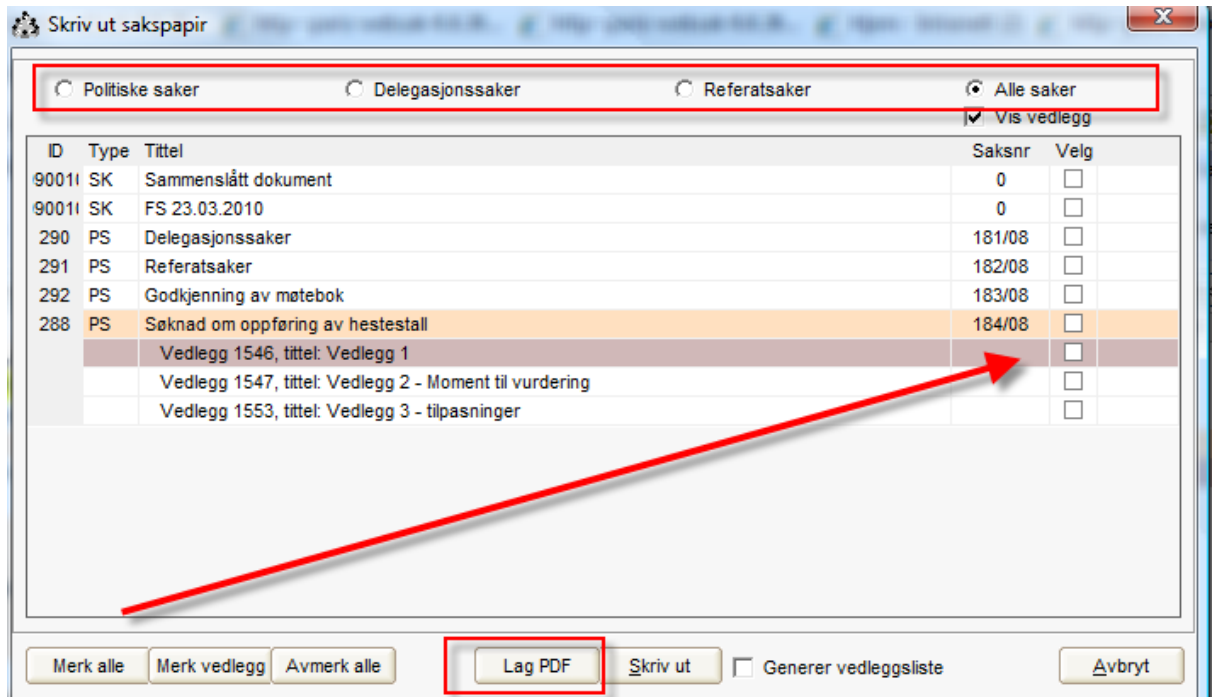 Skriv ut sakspapir
Politiske saker Delegasjonssaker Referatsaker Alle saker
Vis vedlegg
ID Type Tittel Saksnr Velg
SK Sammenslått dokument 0
SK FS 23.03.2010 0
290 PS Delegasjonssaker 181/08
291 PS Referatsaker 182/08
292 PS Godkjenning av møtebok 183/08
288 PS Søknad om oppføring av hestestall 184/08
Vedlegg 1546, tittel: Vedlegg 1
Vedlegg 1547, tittel: Vedlegg 2 - Moment til vurdering
Vedlegg 1553, tittel: Vedlegg 3 - tilpasninger
Merk alle Merk vedlegg Avmerk alle Lag PDF Skriv ut Generer vedleggsliste Avbryt